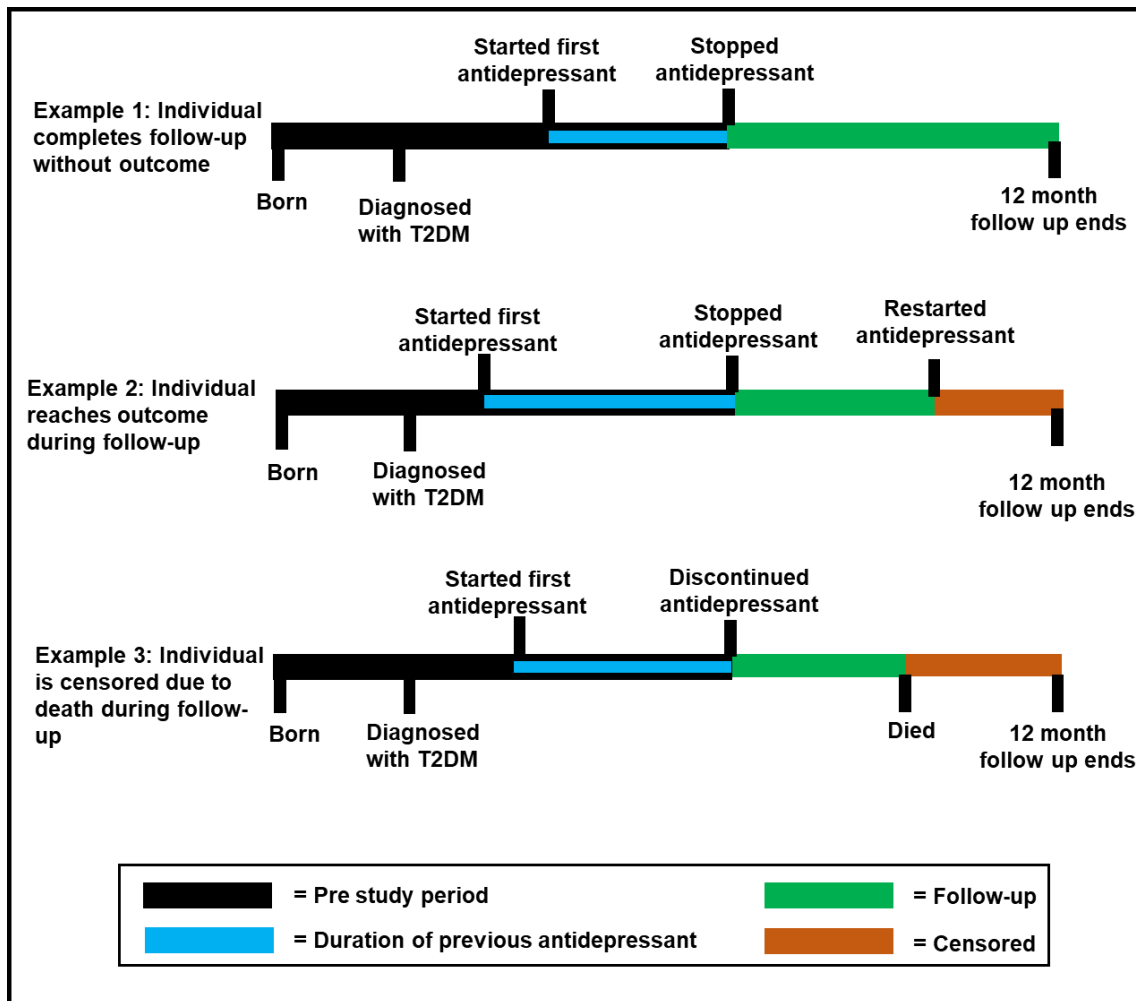 Started first
antidepressant
Stopped
antidepressant
Example 1: Individual
completes follow-up
without outcome
Born
Diagnosed
with T2DM
12 month
follow up ends
Started first
antidepressant
Stopped
antidepressant
Restarted
antidepressant
Example 2: Individual
reaches outcome
during follow-up
Born
Diagnosed
with T2DM
12 month
follow up ends
Started first
antidepressant
Discontinued
antidepressant
Example 3: Individual
is censored due to
death during follow-
up
Born
Diagnosed
with T2DM
Died
12 month
follow up ends
= Pre study period
= Follow-up
= Duration of previous antidepressant
= Censored